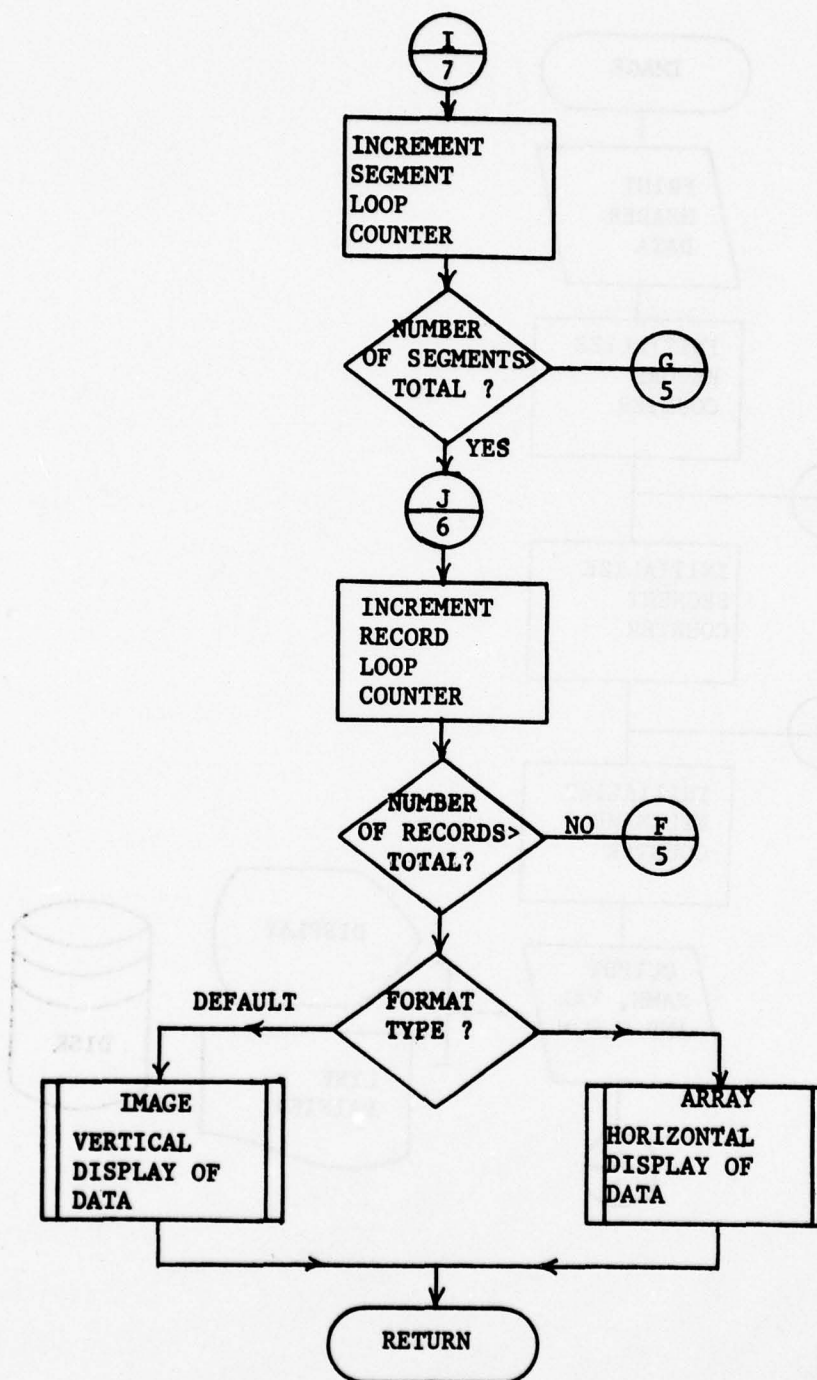 I
7
INCREMENT
SEGMENT
LOOP
COUNTER
NUMBER
OF SEGMENTS>
TOTAL ?
G
5
YES
J
6
INCREMENT
RECORD
LOOP
COUNTER
NUMBER
OF RECORDS>
TOTAL?
NO
F
5
FORMAT
TYPE ?
DEFAULT
IMAGE
VERTICAL
DISPLAY OF
DATA
ARRAY
HORIZONTAL
DISPLAY OF
DATA
RETURN